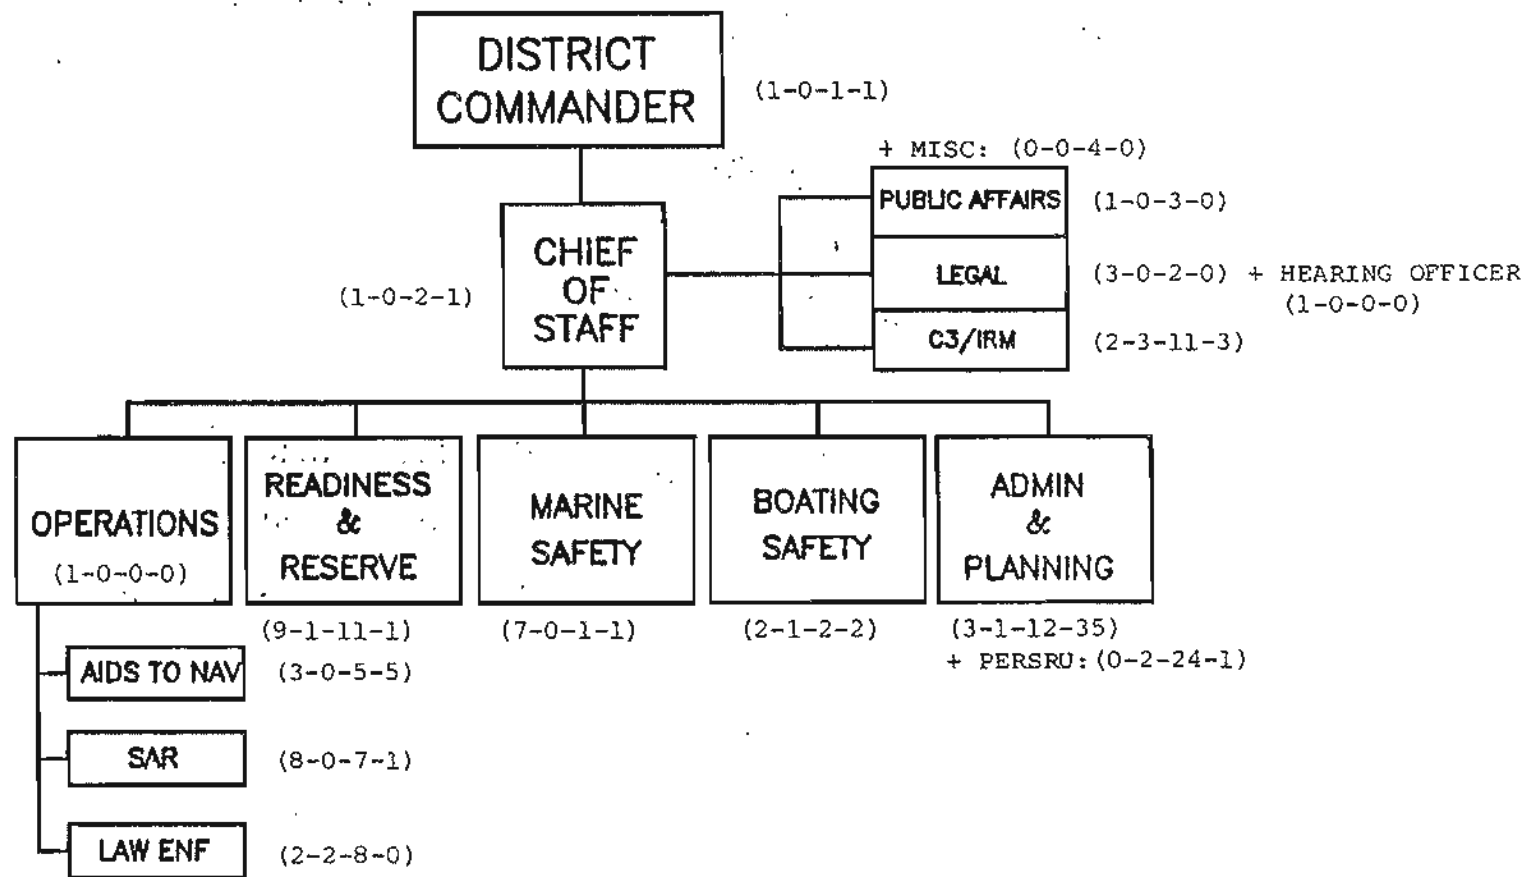 DISTRICT
COMMANDER
(1-0-1-1)
+ MISC: (0-0-4-0)
PUBLIC AFFAIRS
(1-0-3-0)
CHIEF
OF
STAFF
(1-0-2-1)
LEGAL
(3-0-2-0) + HEARING OFFICER
(1-0-0-0)
C3/IRM
(2-3-11-3)
OPERATIONS
(1-0-0-0)
READINESS
&
RESERVE
(9-1-11-1)
MARINE
SAFETY
(7-0-1-1)
BOATING
SAFETY
(2-1-2-2)
ADMIN
&
PLANNING
(3-1-12-35)
+ PERSRU:(0-2-24-1)
AIDS TO NAV
(3-0-5-5)
SAR
(8-0-7-1)
LAW ENF
(2-2-8-0)